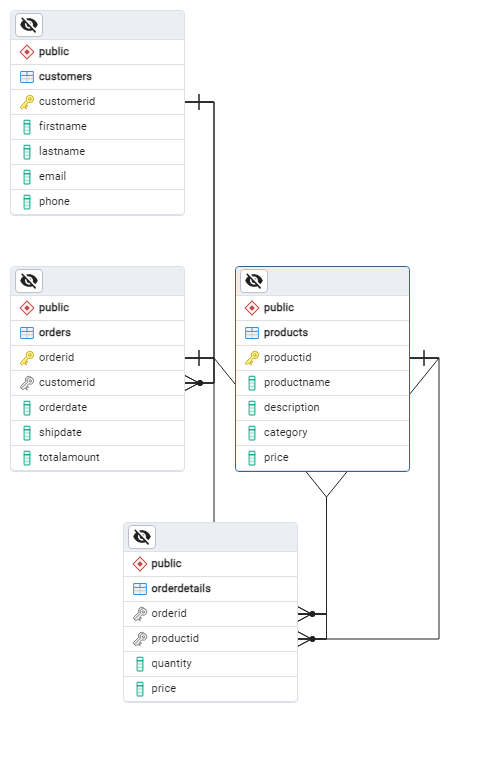 public
customers
customerid
firstname
lastname
email
phone
public
orders
orderid
customerid
orderdate
shipdate
totalamount
public
products
productid
productname
description
category
price
public
orderdetails
orderid
productid
quantity
price